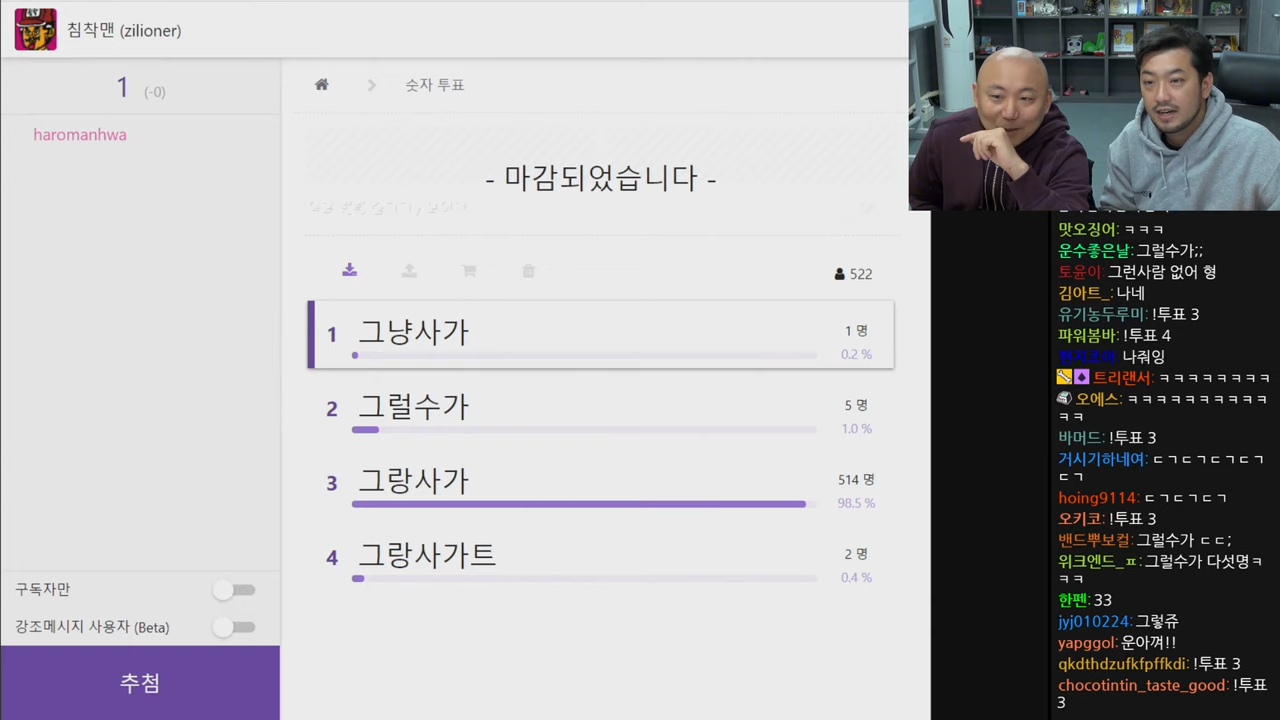 침착맨 (zilioner)
1 (-0)
haromanhwa
숫자 투표
- 마감되었습니다 -
522
1 그냥사가 1 명
0.2 %
2 그럴수가 5 명
1.0 %
3 그랑사가 514 명
98.5 %
4 그랑사가트 2 명
0.4 %
구독자만
강조메시지 사용자 (Beta)
추첨
맛오징어: ㅋㅋㅋ
운수좋은날: 그럴수가;;
토윤이: 그런사람 없어 형
김아트_: 나네
유기농두루미: !투표 3
파워봄바: !투표 4
나줘잉
트리랜서: ㅋㅋㅋㅋㅋㅋㅋㅋ
오에스: ㅋㅋㅋㅋㅋㅋㅋㅋㅋㅋ
ㅋㅋ
바머드: !투표 3
거시기하네여: ㄷㄱㄷㄱㄷㄱㄷㄱ
ㄷㄱ
hoing9114: ㄷㄱㄷㄱㄷㄱ
오키코: !투표 3
밴드뿌보컬: 그럴수가 ㄷㄷ;
위크엔드_ㅍ: 그럴수가 다섯명ㅋ
ㅋㅋ
한펜: 33
jyj010224: 그렇쥬
yapggol: 운아껴!!
qkdthdzufkfpffkdi: !투표 3
chocotintin_taste_good: !투표
3